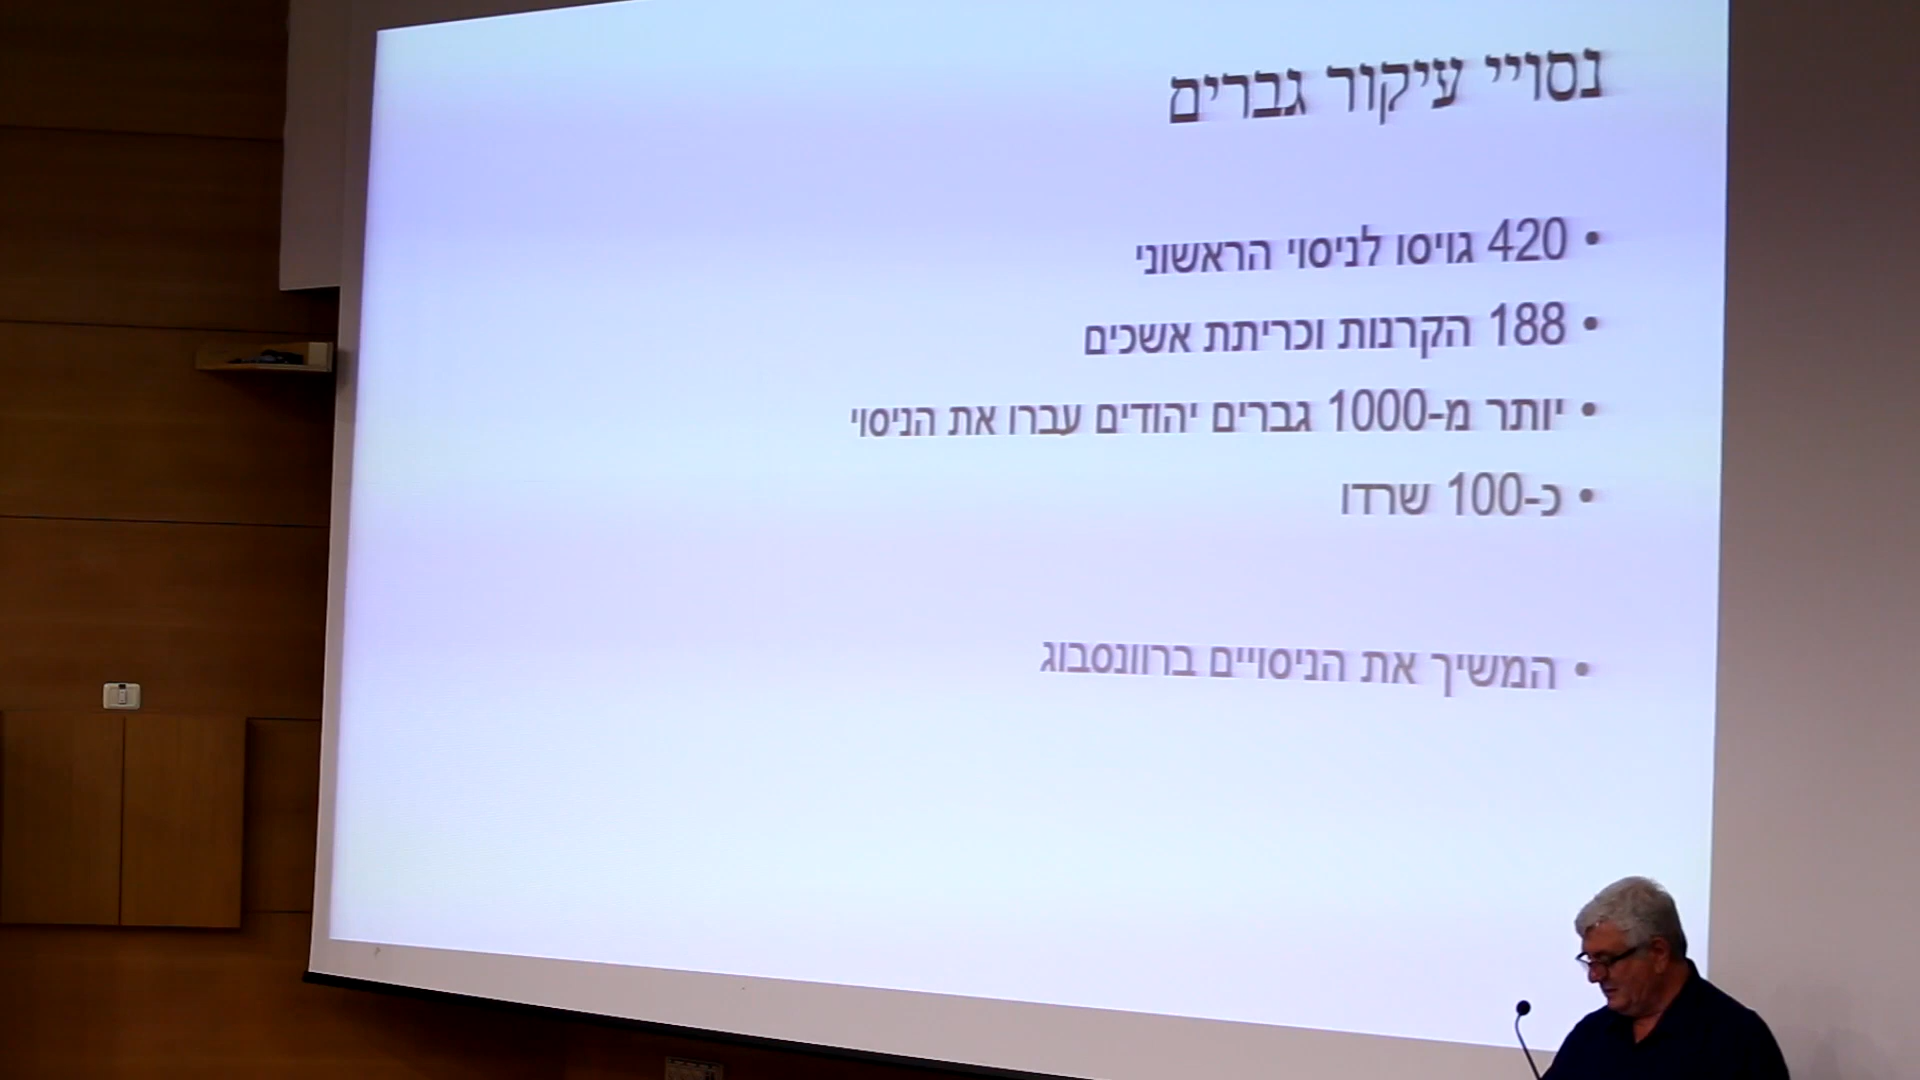 נסויי עיקור גברים
• 420 גויסו לניסוי הראשוני
• 188 הקרנות וכריתת אשכים
• יותר מ-1000 גברים יהודים עברו את הניסוי
• כ-100 שרדו
• המשיך את הניסויים ברוונסבוג